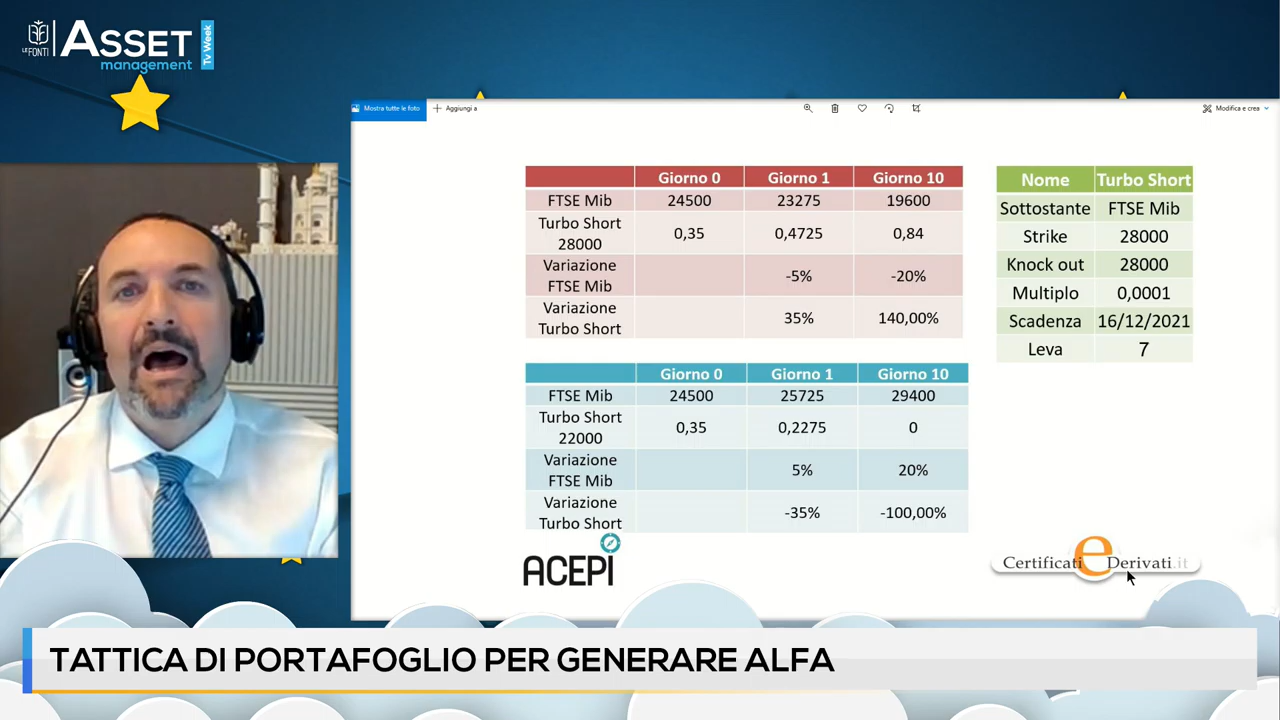 LE FONTI
ASSET
management
Tv Week
Mostra tutte le foto
Aggiungi a
Modifica e crea
Giorno 0 Giorno 1 Giorno 10
FTSE Mib 24500 23275 19600
Turbo Short
28000 0,35 0,4725 0,84
Variazione
FTSE Mib -5% -20%
Variazione
Turbo Short 35% 140,00%
Nome Turbo Short
Sottostante FTSE Mib
Strike 28000
Knock out 28000
Multiplo 0,0001
Scadenza 16/12/2021
Leva 7
Giorno 0 Giorno 1 Giorno 10
FTSE Mib 24500 25725 29400
Turbo Short
22000 0,35 0,2275 0
Variazione
FTSE Mib 5% 20%
Variazione
Turbo Short -35% -100,00%
ACEPI
Certificati e Derivati.it
TATTICA DI PORTAFOGLIO PER GENERARE ALFA